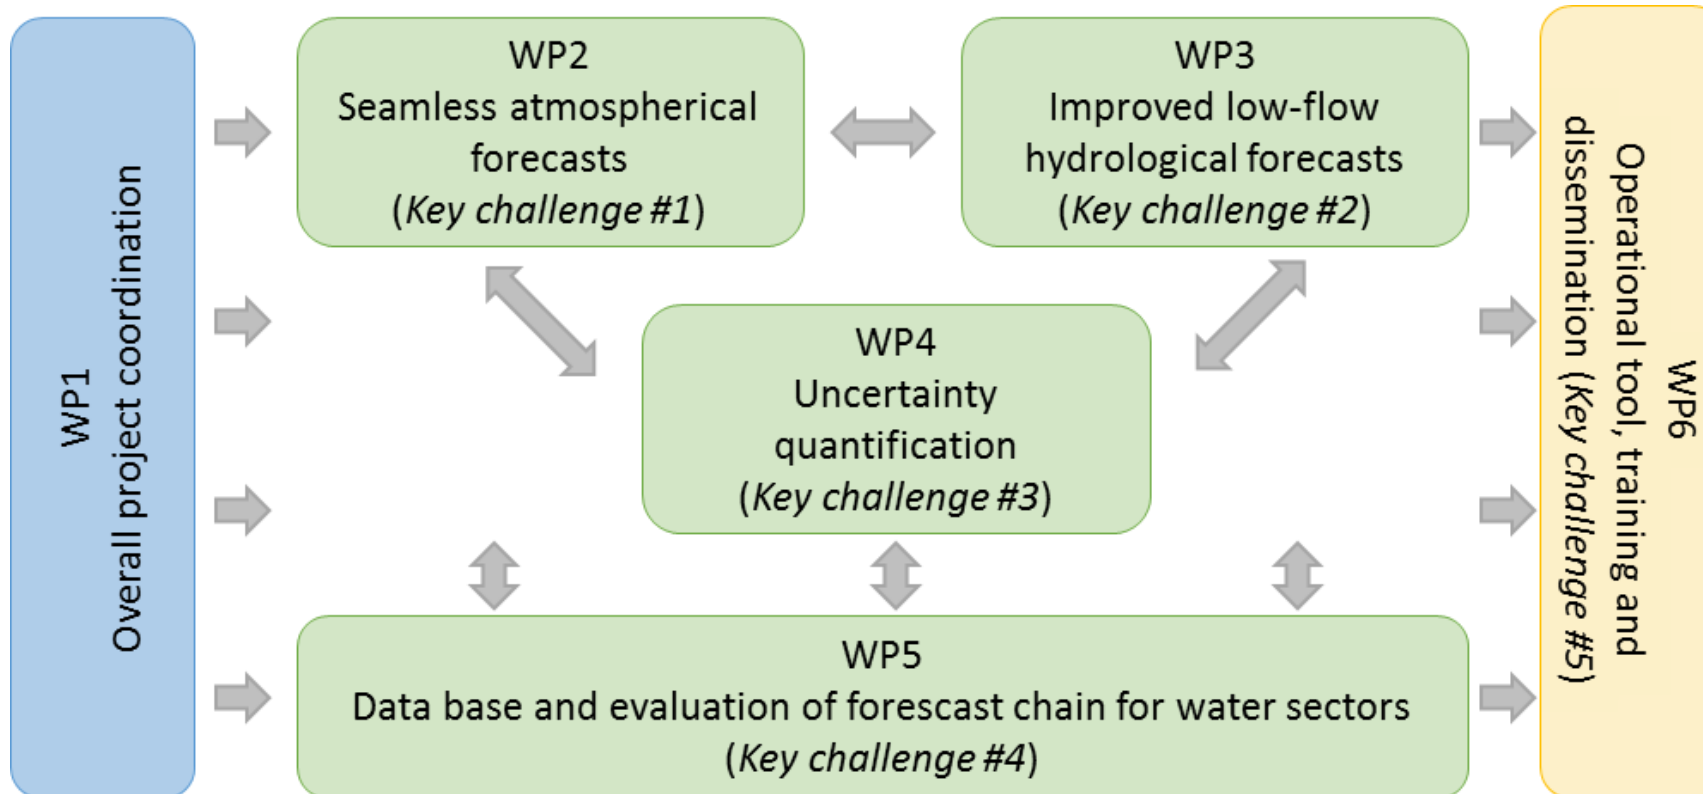 WP1
Overall project coordination
WP2
Seamless atmospherical
forecasts
(Key challenge #1)
WP3
Improved low-flow
hydrological forecasts
(Key challenge #2)
WP4
Uncertainty
quantification
(Key challenge #3)
WP5
Data base and evaluation of forescast chain for water sectors
(Key challenge #4)
WP6
Operational tool, training and
dissemination (Key challenge #5)